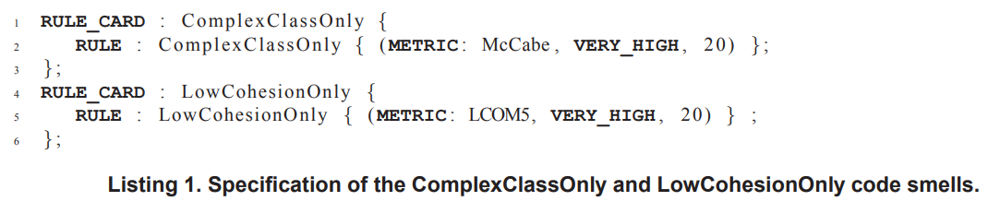 1 RULE_CARD : ComplexClassOnly {
2 RULE : ComplexClassOnly { (METRIC: McCabe, VERY_HIGH, 20) };
3 };
4 RULE_CARD : LowCohesionOnly {
5 RULE : LowCohesionOnly { (METRIC: LCOM5, VERY_HIGH, 20) } ;
6 };
Listing 1. Specification of the ComplexClassOnly and LowCohesionOnly code smells.